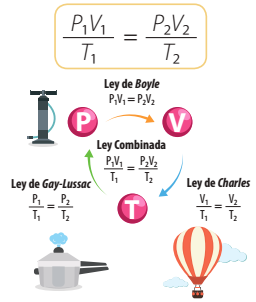 P₁V₁ / T₁ = P₂V₂ / T₂
Ley de Boyle
P₁V₁ = P₂V₂
P
V
Ley Combinada
P₁V₁ / T₁ = P₂V₂ / T₂
Ley de Gay-Lussac
P₁ / T₁ = P₂ / T₂
Ley de Charles
V₁ / T₁ = V₂ / T₂
T